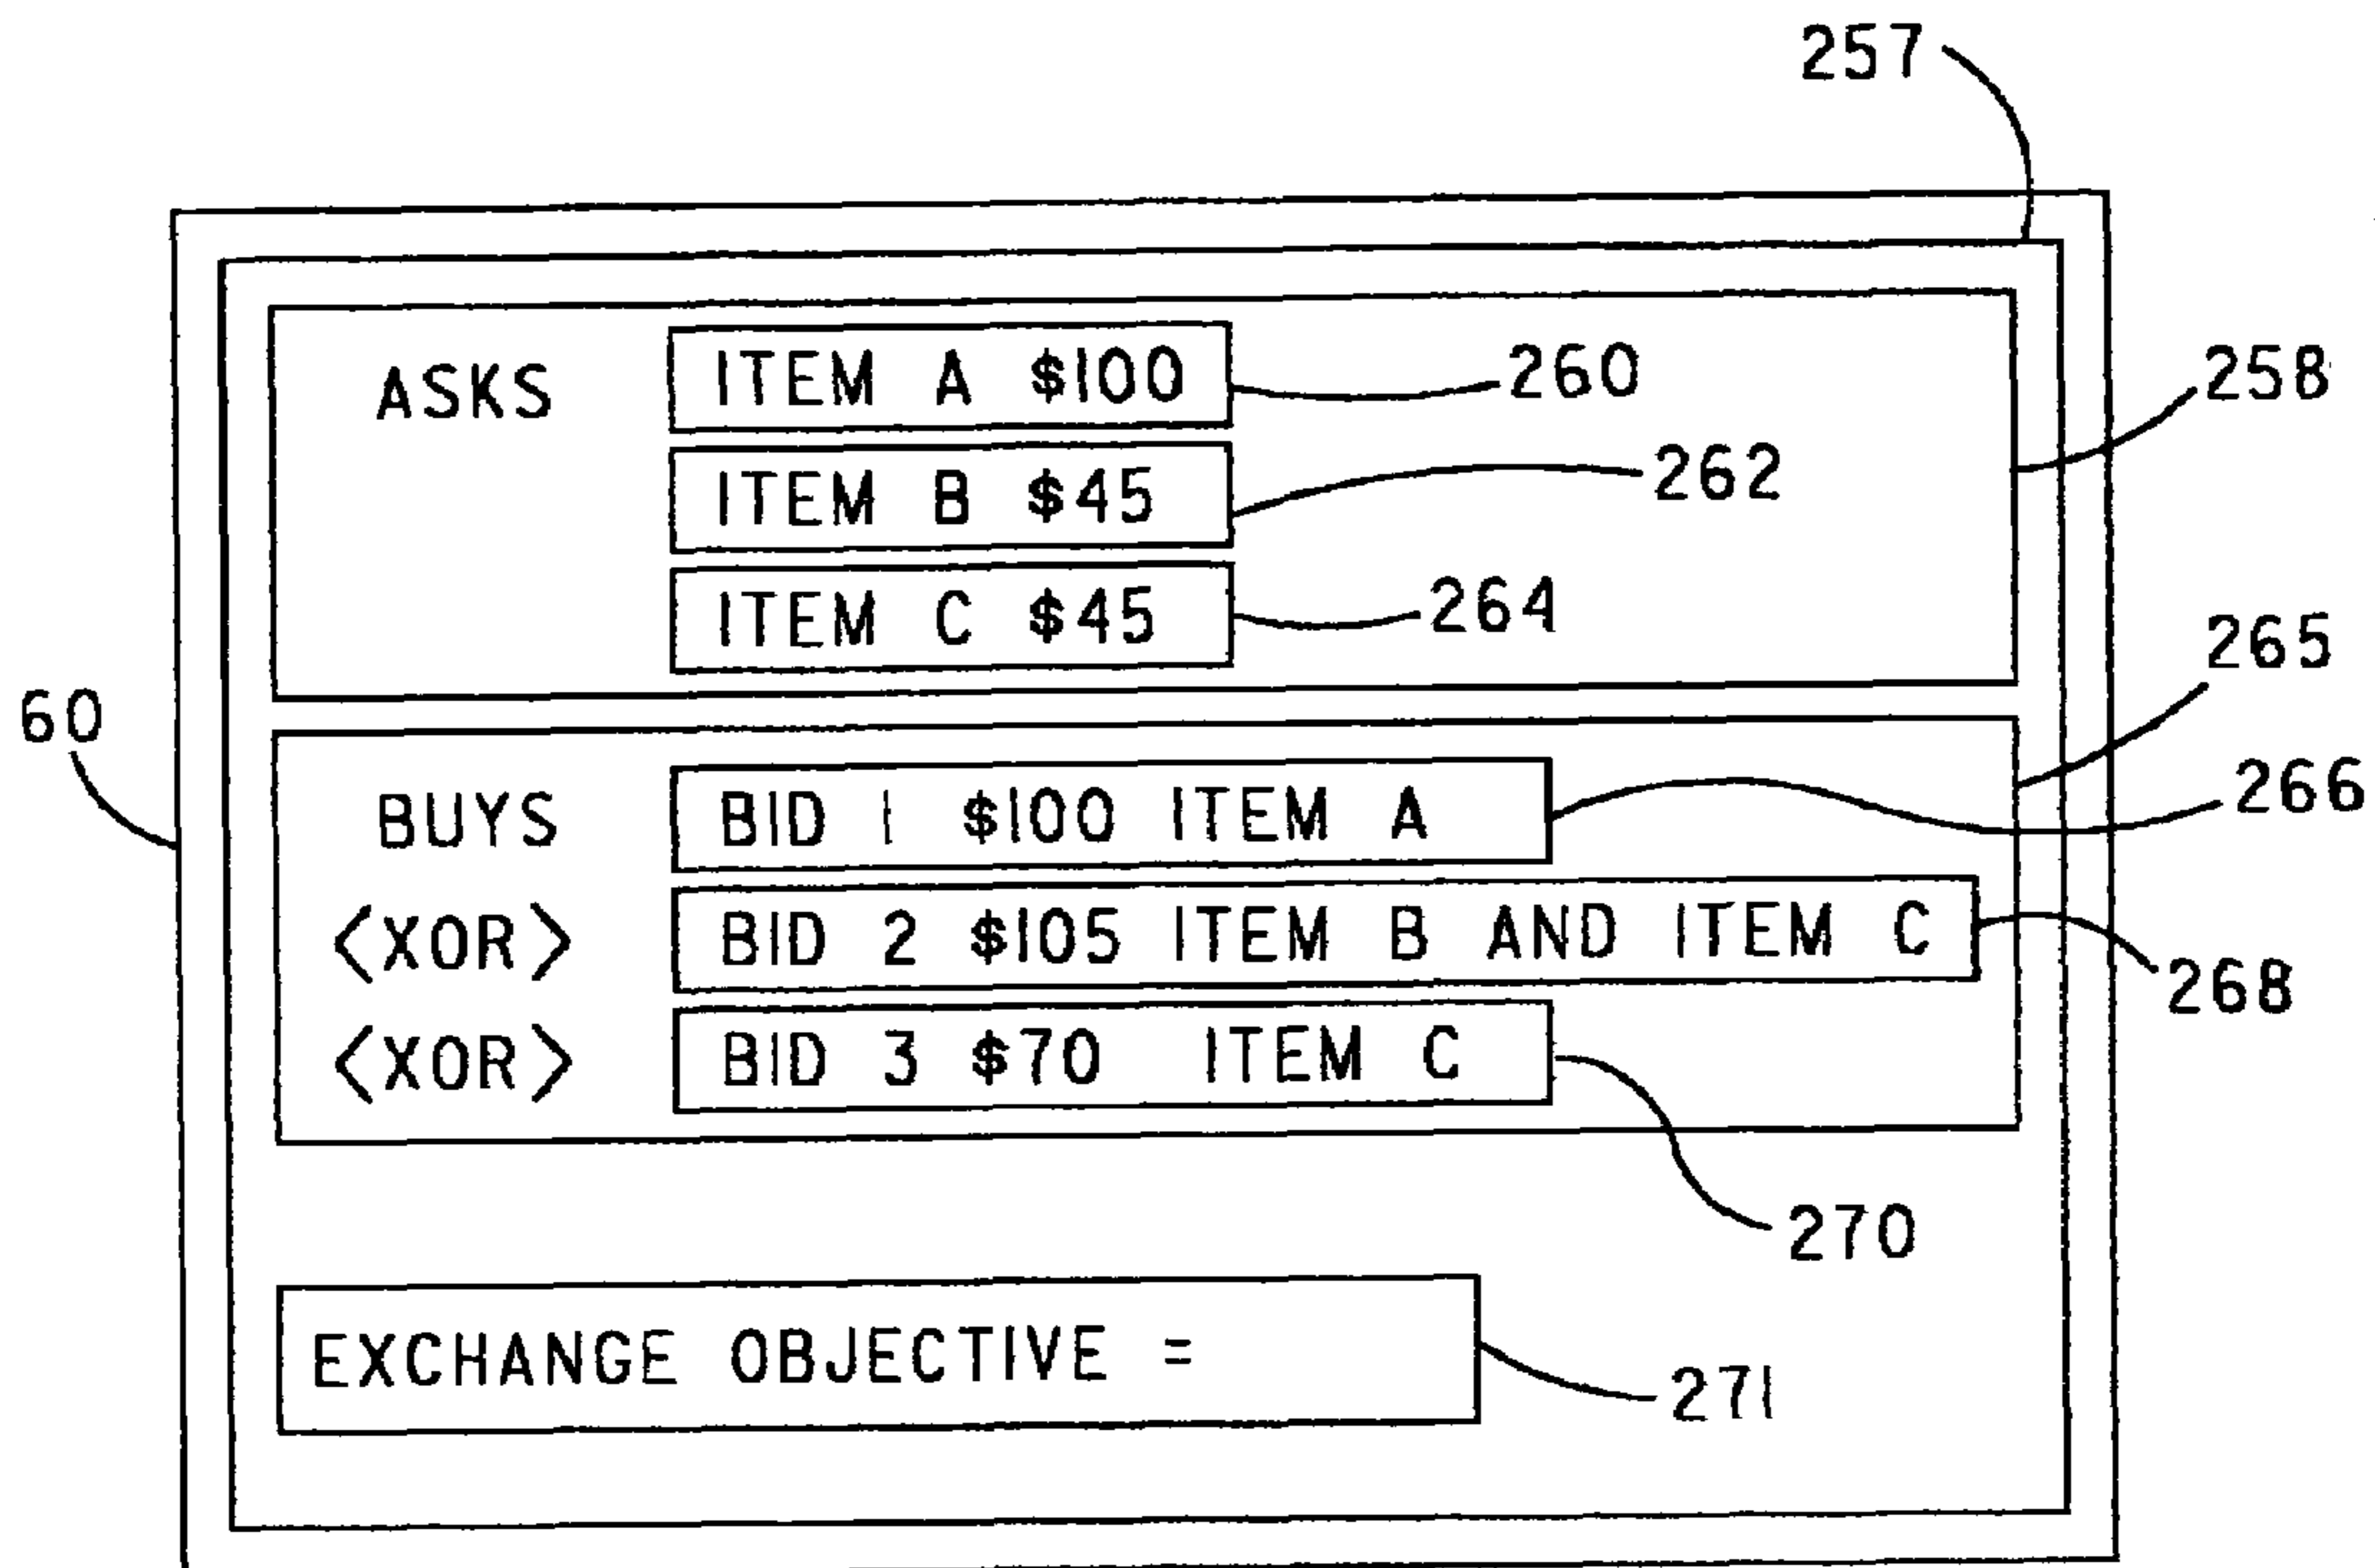 257
ASKS ITEM A $100 260
258
ITEM B $45 262
ITEM C $45 264
265
60
BUYS BID 1 $100 ITEM A 266
<XOR> BID 2 $105 ITEM B AND ITEM C
268
<XOR> BID 3 $70 ITEM C
270
EXCHANGE OBJECTIVE =
271